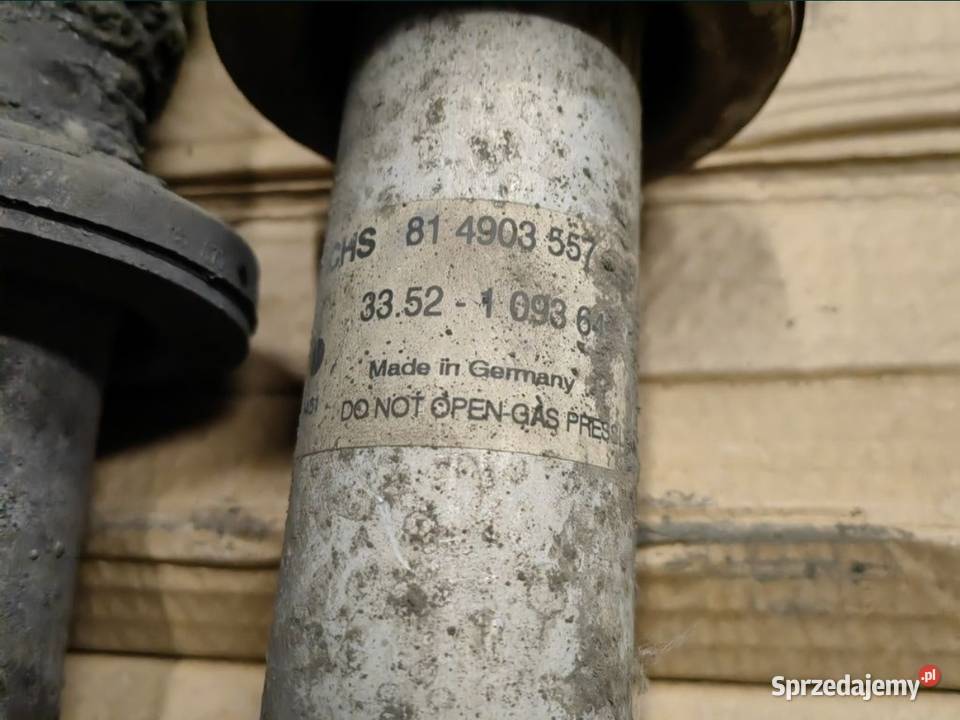 CHS 81 4903 557
33.52 - 1 093 64
Made in Germany
DO NOT OPEN-GAS PRES
Sprzedajemy.pl